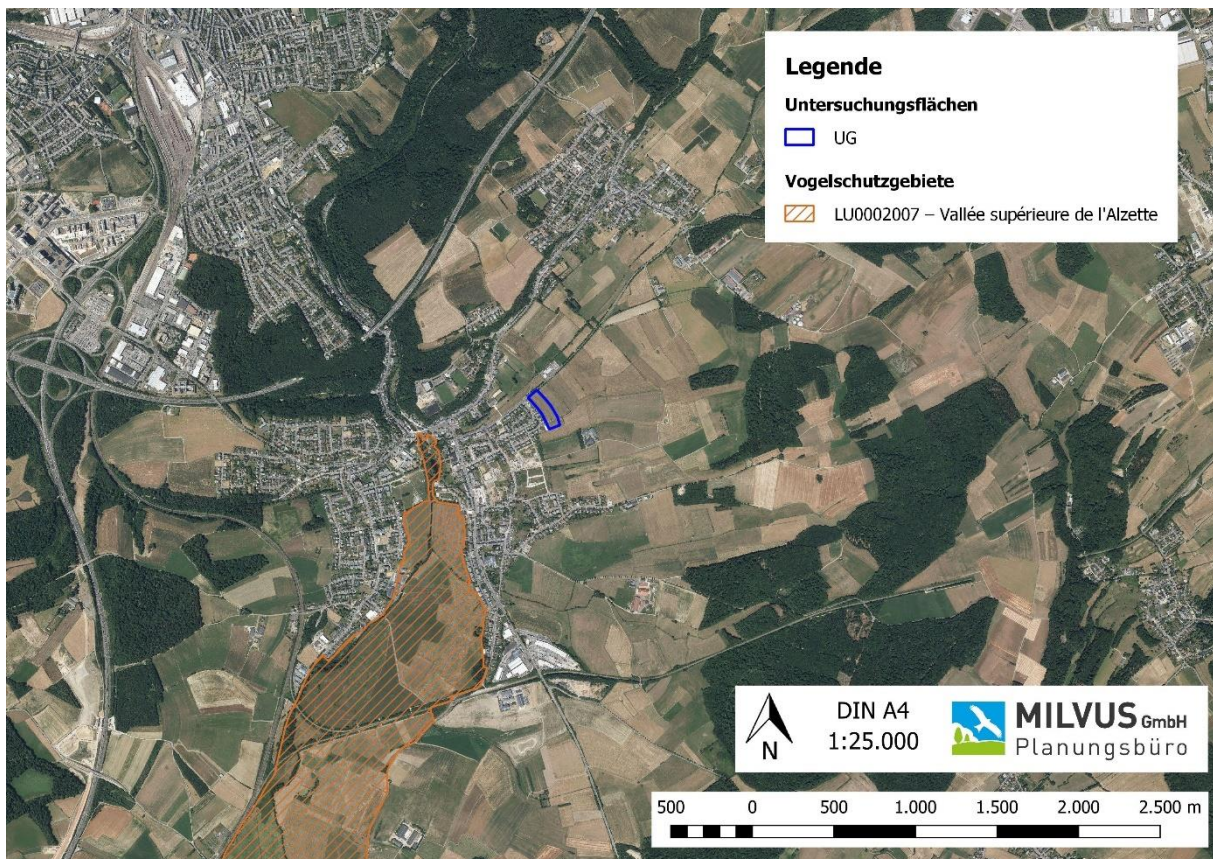 Legende
Untersuchungsflächen
UG
Vogelschutzgebiete
LU0002007 – Vallée supérieure de l'Alzette
N
DIN A4
1:25.000
MILVUS GmbH
Planungsbüro
500 0 500 1.000 1.500 2.000 2.500 m